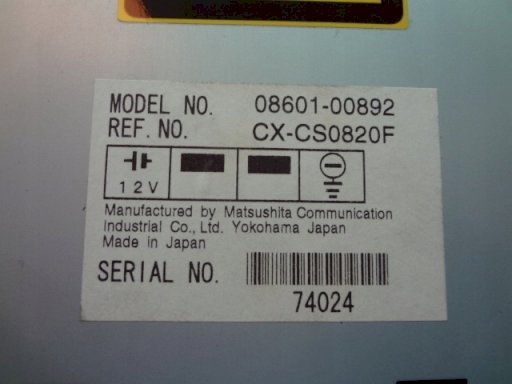 MODEL NO. 08601-00892
REF. NO. CX-CS0820F
12V
Manufactured by Matsushita Communication
Industrial Co., Ltd. Yokohama Japan
Made in Japan
SERIAL NO.
74024